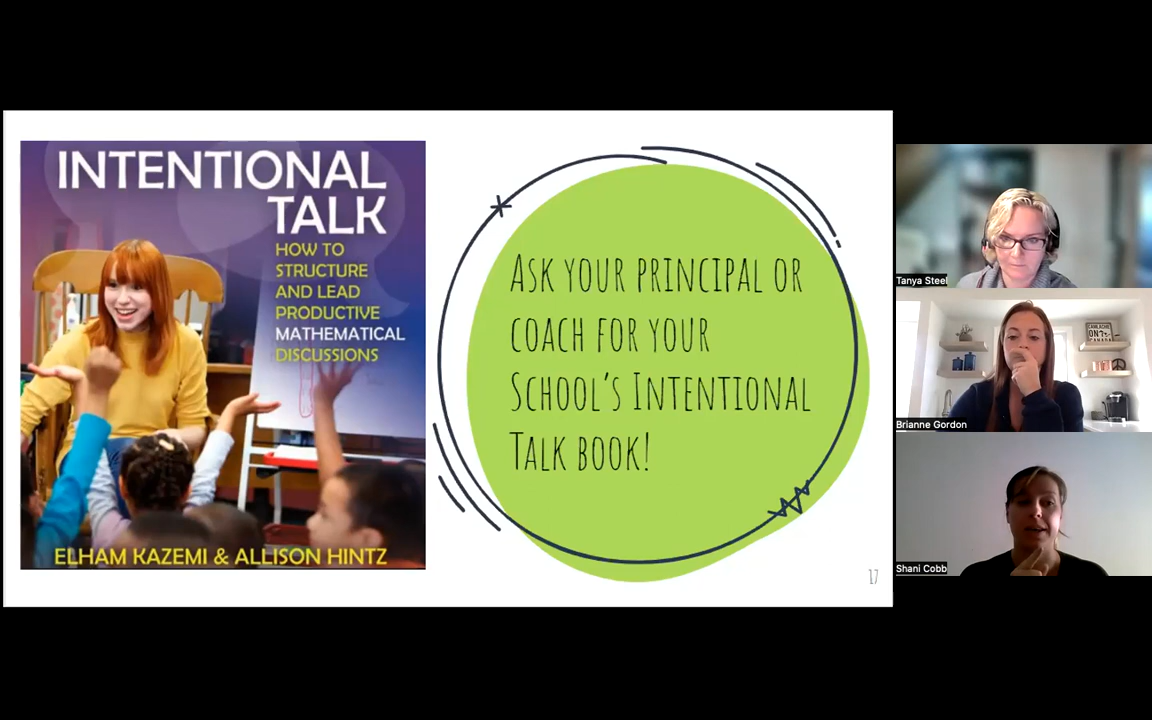 INTENTIONAL
TALK
HOW TO
STRUCTURE
AND LEAD
PRODUCTIVE
MATHEMATICAL
DISCUSSIONS
ELHAM KAZEMI & ALLISON HINTZ
ASK YOUR PRINCIPAL OR
COACH FOR YOUR
SCHOOL'S INTENTIONAL
TALK BOOK!
17
Tanya Steel
Brianne Gordon
Shani Cobb